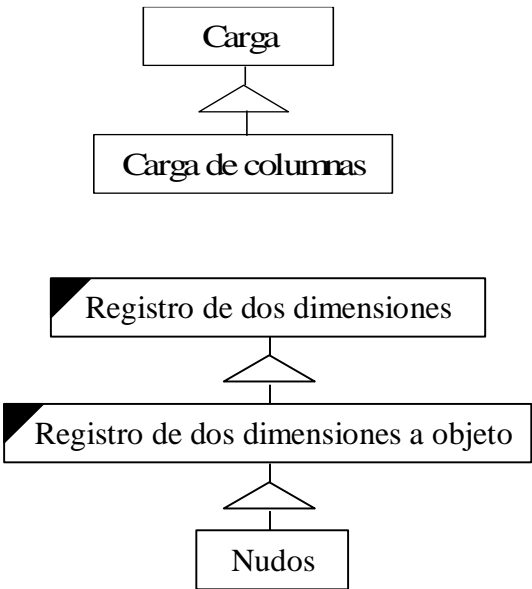 Carga
Carga de columnas
Registro de dos dimensiones
Registro de dos dimensiones a objeto
Nudos